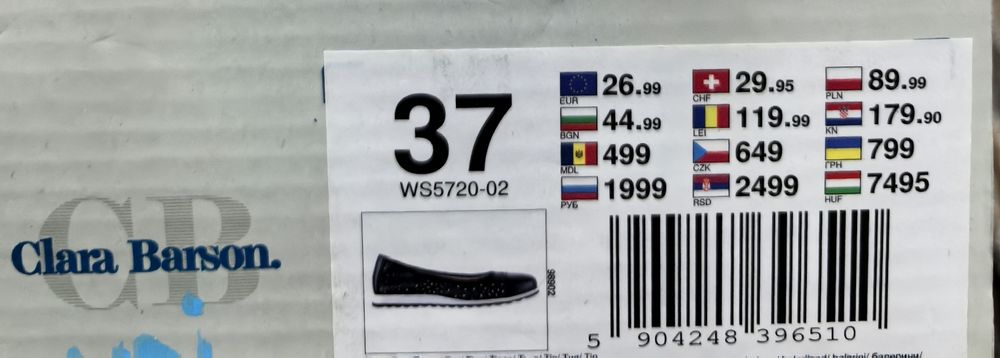 37
WS5720-02
EUR 26.99
CHF 29.95
PLN 89.99
BGN 44.99
LEI 119.99
KN 179.90
MDL 499
CZK 649
ГРН 799
РУБ 1999
RSD 2499
HUF 7495
CB
Clara Barson.
98902
5 904248 396510